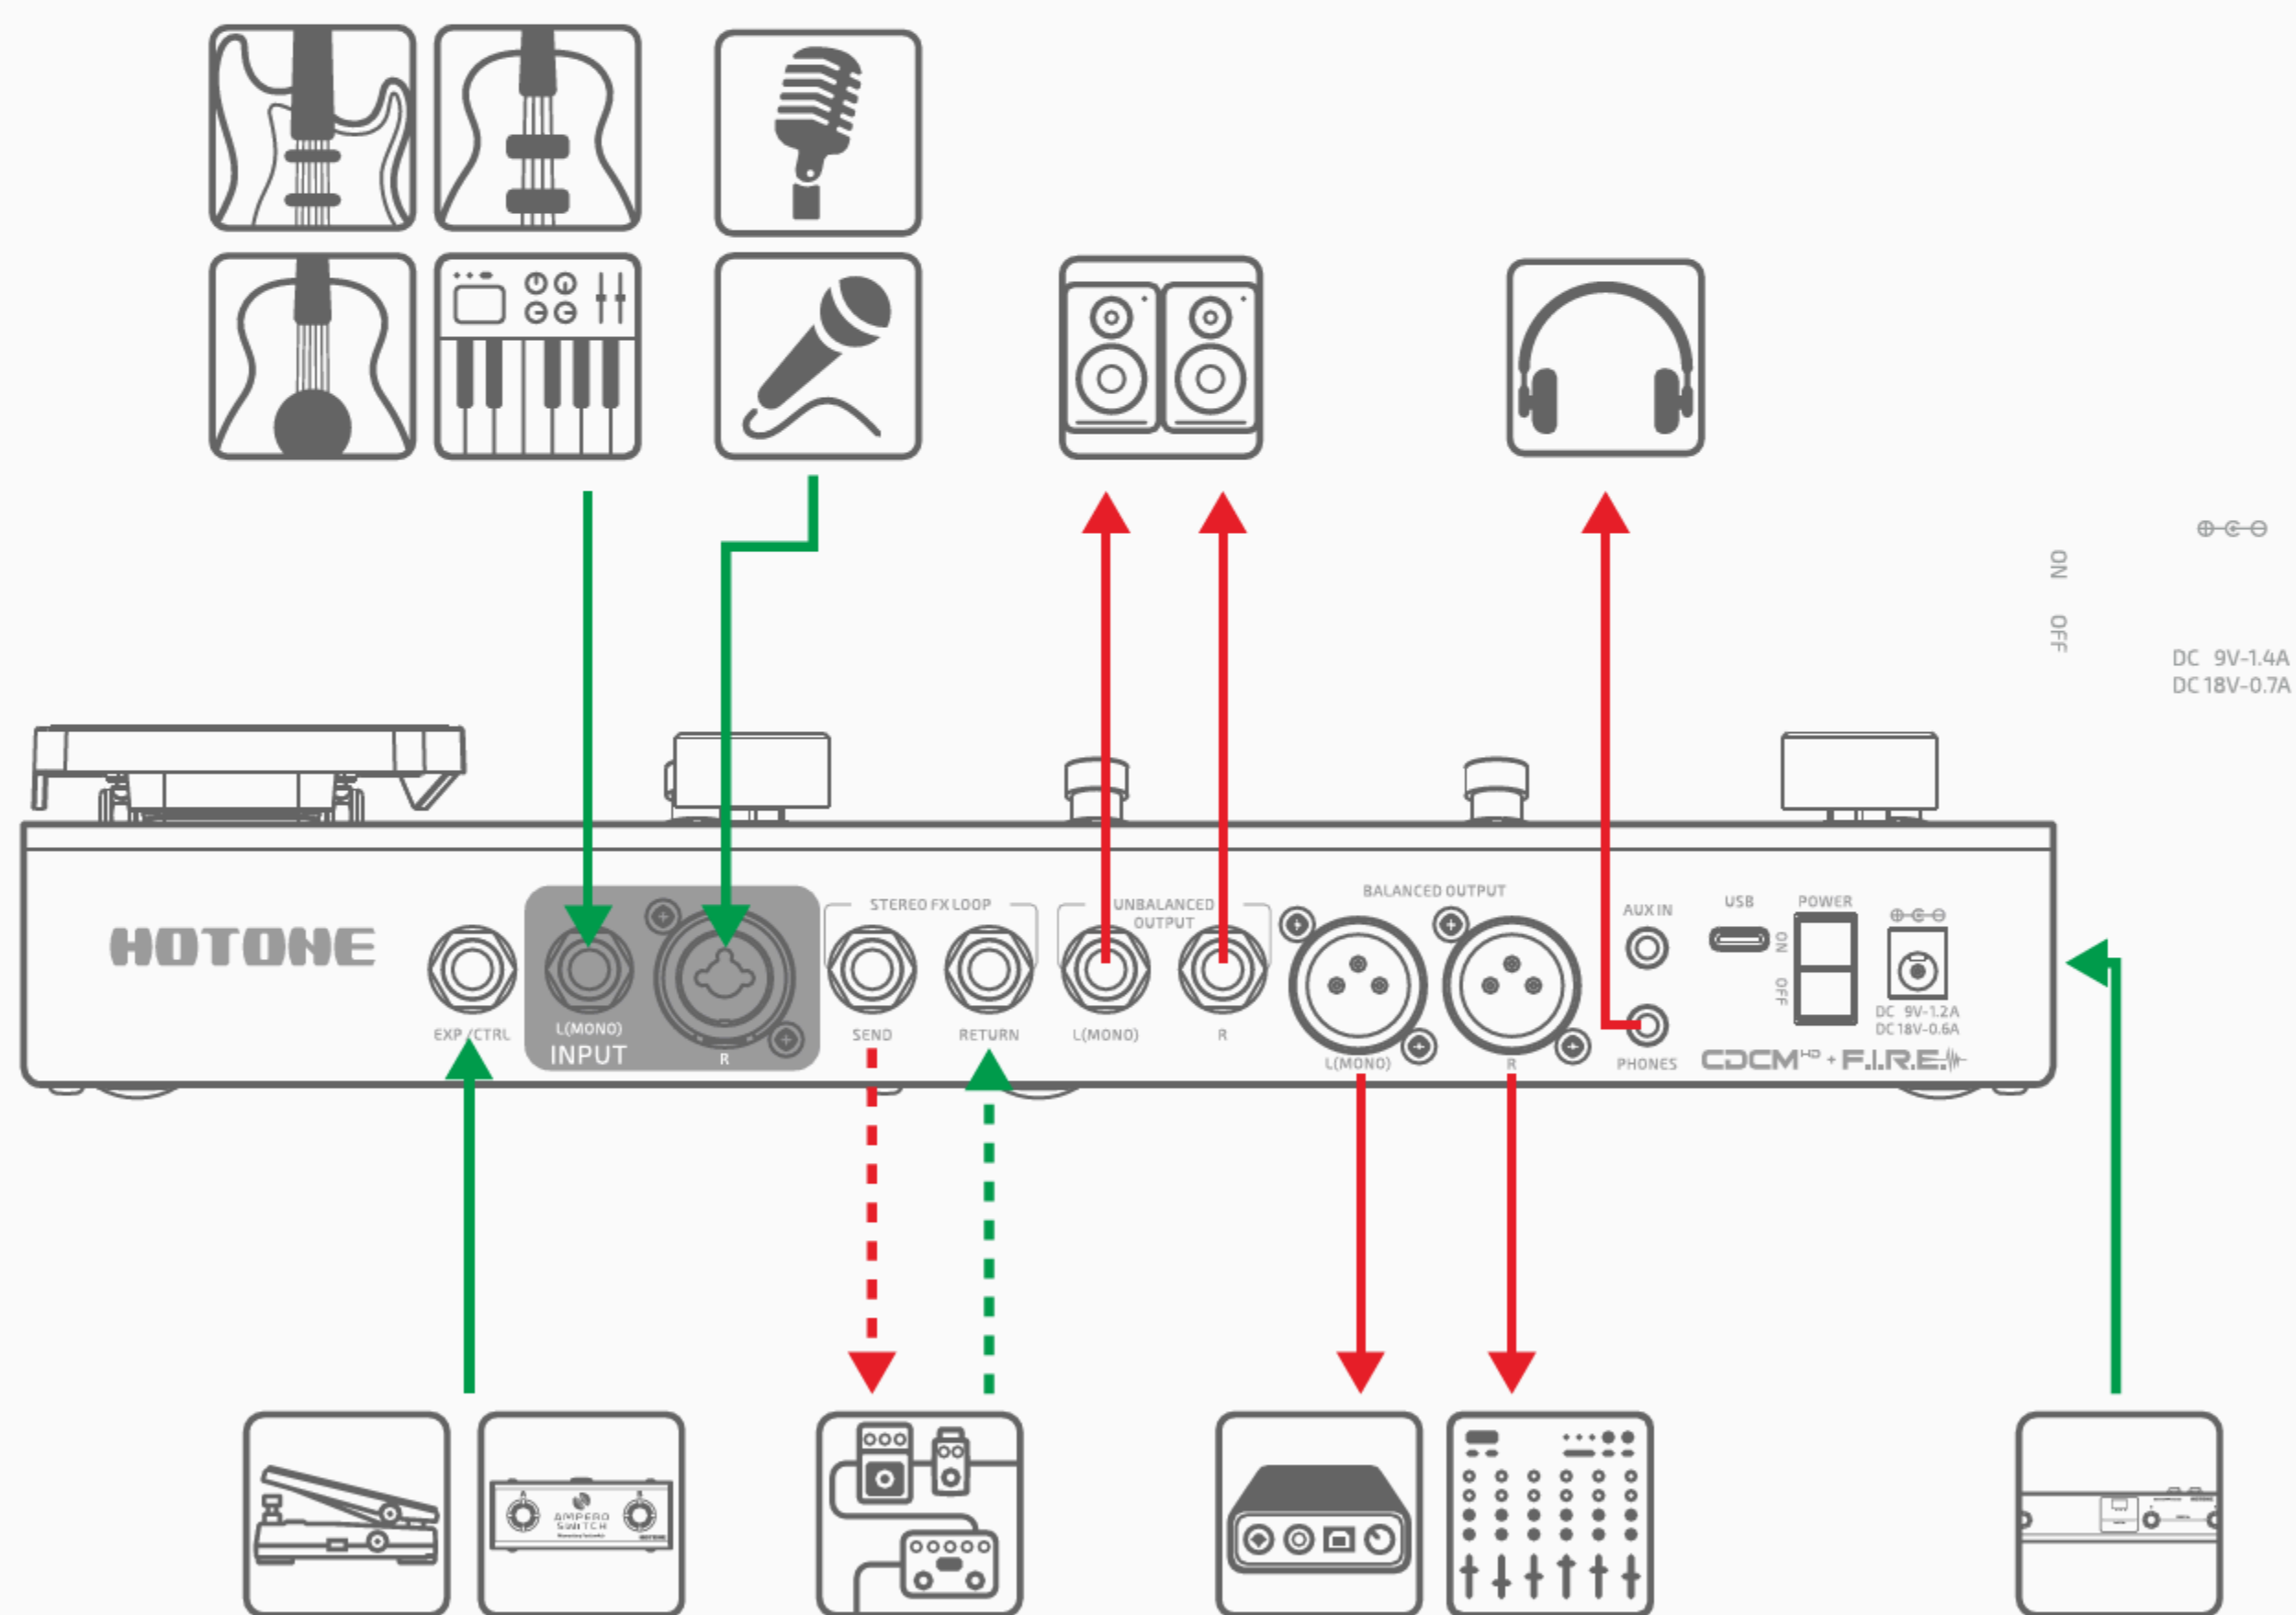 ON
OFF
DC 9V-1.4A
DC 18V-0.7A
HOTONE
EXP/CTRL
L(MONO)
INPUT
R
STEREO FX LOOP
SEND
RETURN
UNBALANCED
OUTPUT
L(MONO)
R
BALANCED OUTPUT
L(MONO)
R
AUX IN
PHONES
USB
ON
OFF
POWER
DC 9V-1.2A
DC 18V-0.6A
CDCM HD + F.I.R.E.
A
B
AMPERO
SWITCH
HOTONE